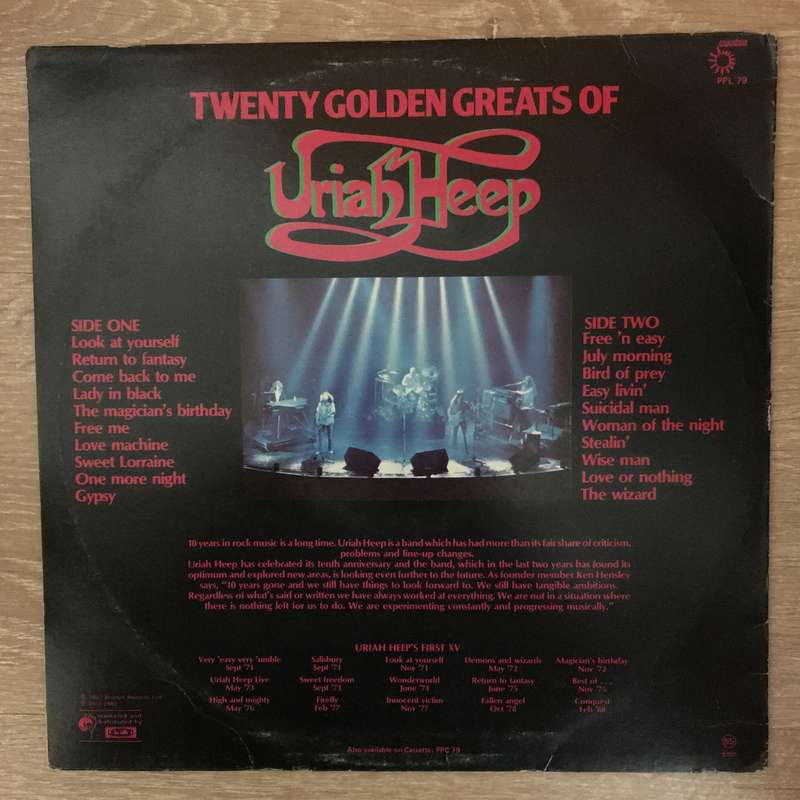 PPL 79
TWENTY GOLDEN GREATS OF
Uriah Heep
SIDE ONE
Look at yourself
Return to fantasy
Come back to me
Lady in black
The magician's birthday
Free me
Love machine
Sweet Lorraine
One more night
Gypsy
SIDE TWO
Free 'n easy
July morning
Bird of prey
Easy livin'
Suicidal man
Woman of the night
Stealin'
Wise man
Love or nothing
The wizard
10 years in rock music is a long time. Uriah Heep is a band which has had more than its fair share of criticism,
problems and line-up changes.
Uriah Heep has celebrated its tenth anniversary and the band, which in the last two years has found its
optimum and explored new areas, is looking even further to the future. As founder member Ken Hensley
says, "10 years gone and we still have things to look forward to. We still have tangible ambitions.
Regardless of what's said or written we have always worked at everything. We are not in a situation where
there is nothing left for us to do. We are experimenting constantly and progressing musically."
URIAH HEEP'S FIRST XV
Very 'eavy very 'umble Salisbury Look at yourself Demons and wizards Magician's birthday
Sept '71 Sept '71 Nov '71 May '72 Nov '72
Uriah Heep Live Sweet freedom Wonderworld Return to fantasy Best of . . .
May '73 Sept '73 June '74 June '75 Nov '75
High and mighty Firefly Innocent victim Fallen angel Conquest
May '76 Feb '77 Nov '77 Oct '78 Feb '80
manufactured and
distributed by
Also available on Cassette: PPC 79